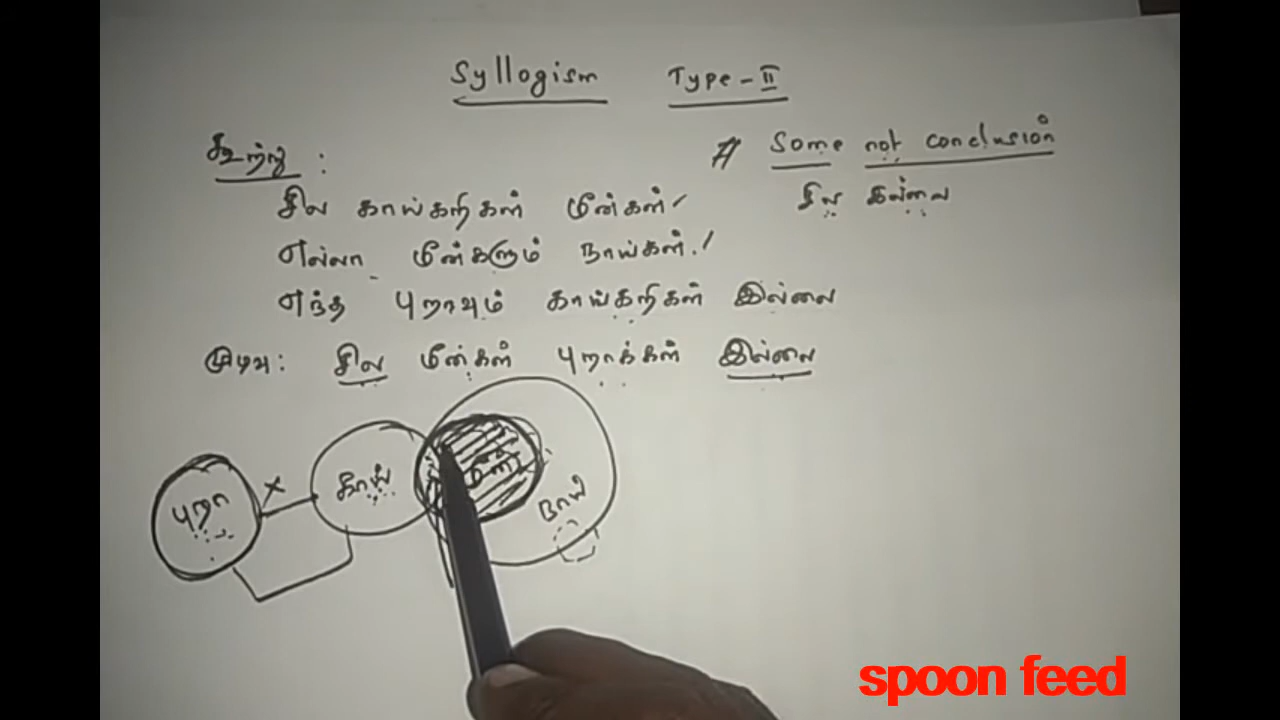 Syllogism Type - II
கூற்று :
# Some not conclusion
சில இல்லை
சில காய்கறிகள் மீன்கள்
எல்லா மீன்களும் நாய்கள்.
எந்த புறாவும் காய்கறிகள் இல்லை
முடிவு : சில மீன்கள் புறாக்கள் இல்லை
புறா x காய் மீன் நாய்
spoon feed